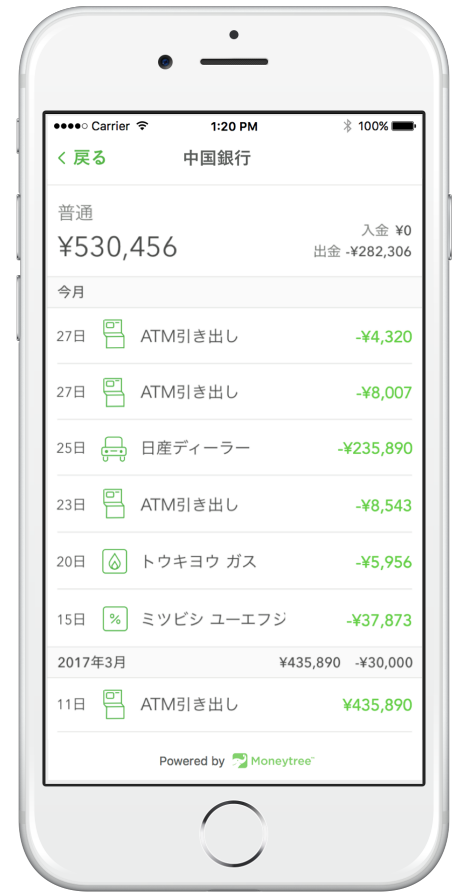 Carrier 1:20 PM 100%
戻る 中国銀行
普通
¥530,456
入金 ¥0
出金 -¥282,306
今月
27日 ATM引き出し -¥4,320
27日 ATM引き出し -¥8,007
25日 日産ディーラー -¥235,890
23日 ATM引き出し -¥8,543
20日 トウキヨウ ガス -¥5,956
15日 % ミツビシ ユーエフジ -¥37,873
2017年3月 ¥435,890 -¥30,000
11日 ATM引き出し ¥435,890
Powered by Moneytree™